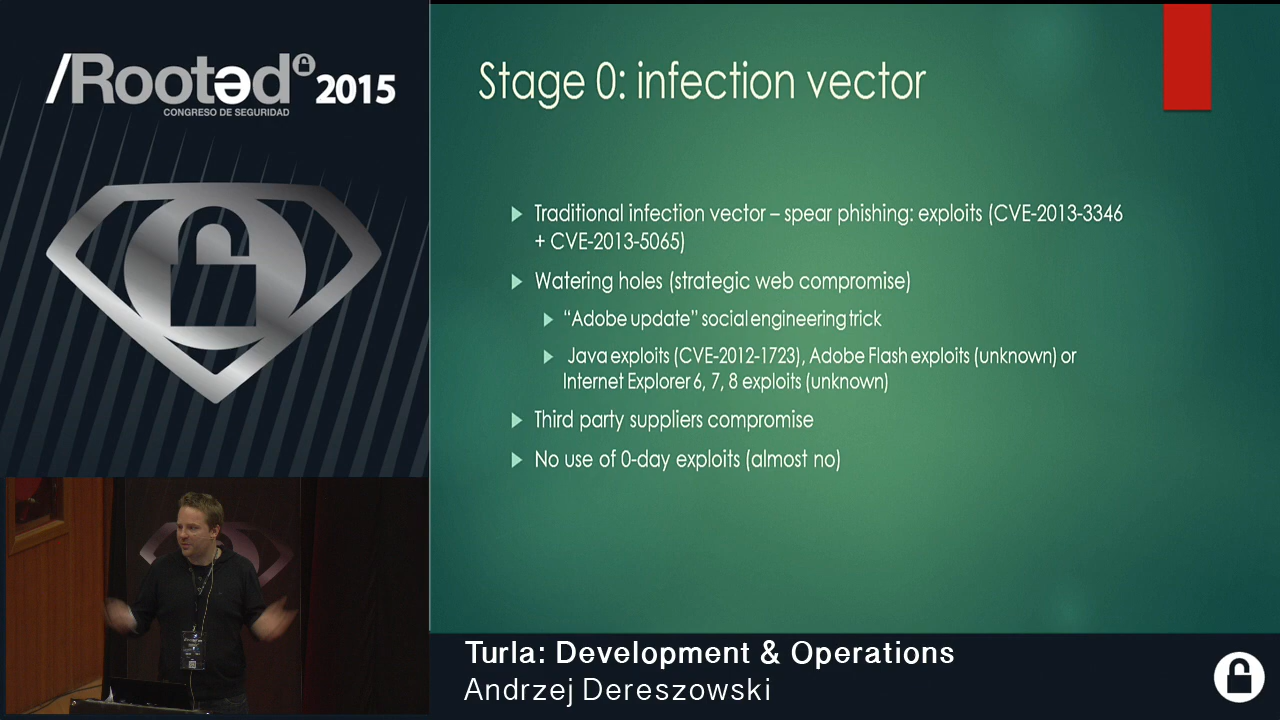 /Rootəd 2015
CONGRESO DE SEGURIDAD
Stage 0: infection vector
Traditional infection vector – spear phishing: exploits (CVE-2013-3346
+ CVE-2013-5065)
Watering holes (strategic web compromise)
“Adobe update” social engineering trick
Java exploits (CVE-2012-1723), Adobe Flash exploits (unknown) or
Internet Explorer 6, 7, 8 exploits (unknown)
Third party suppliers compromise
No use of 0-day exploits (almost no)
Turla: Development & Operations
Andrzej Dereszowski